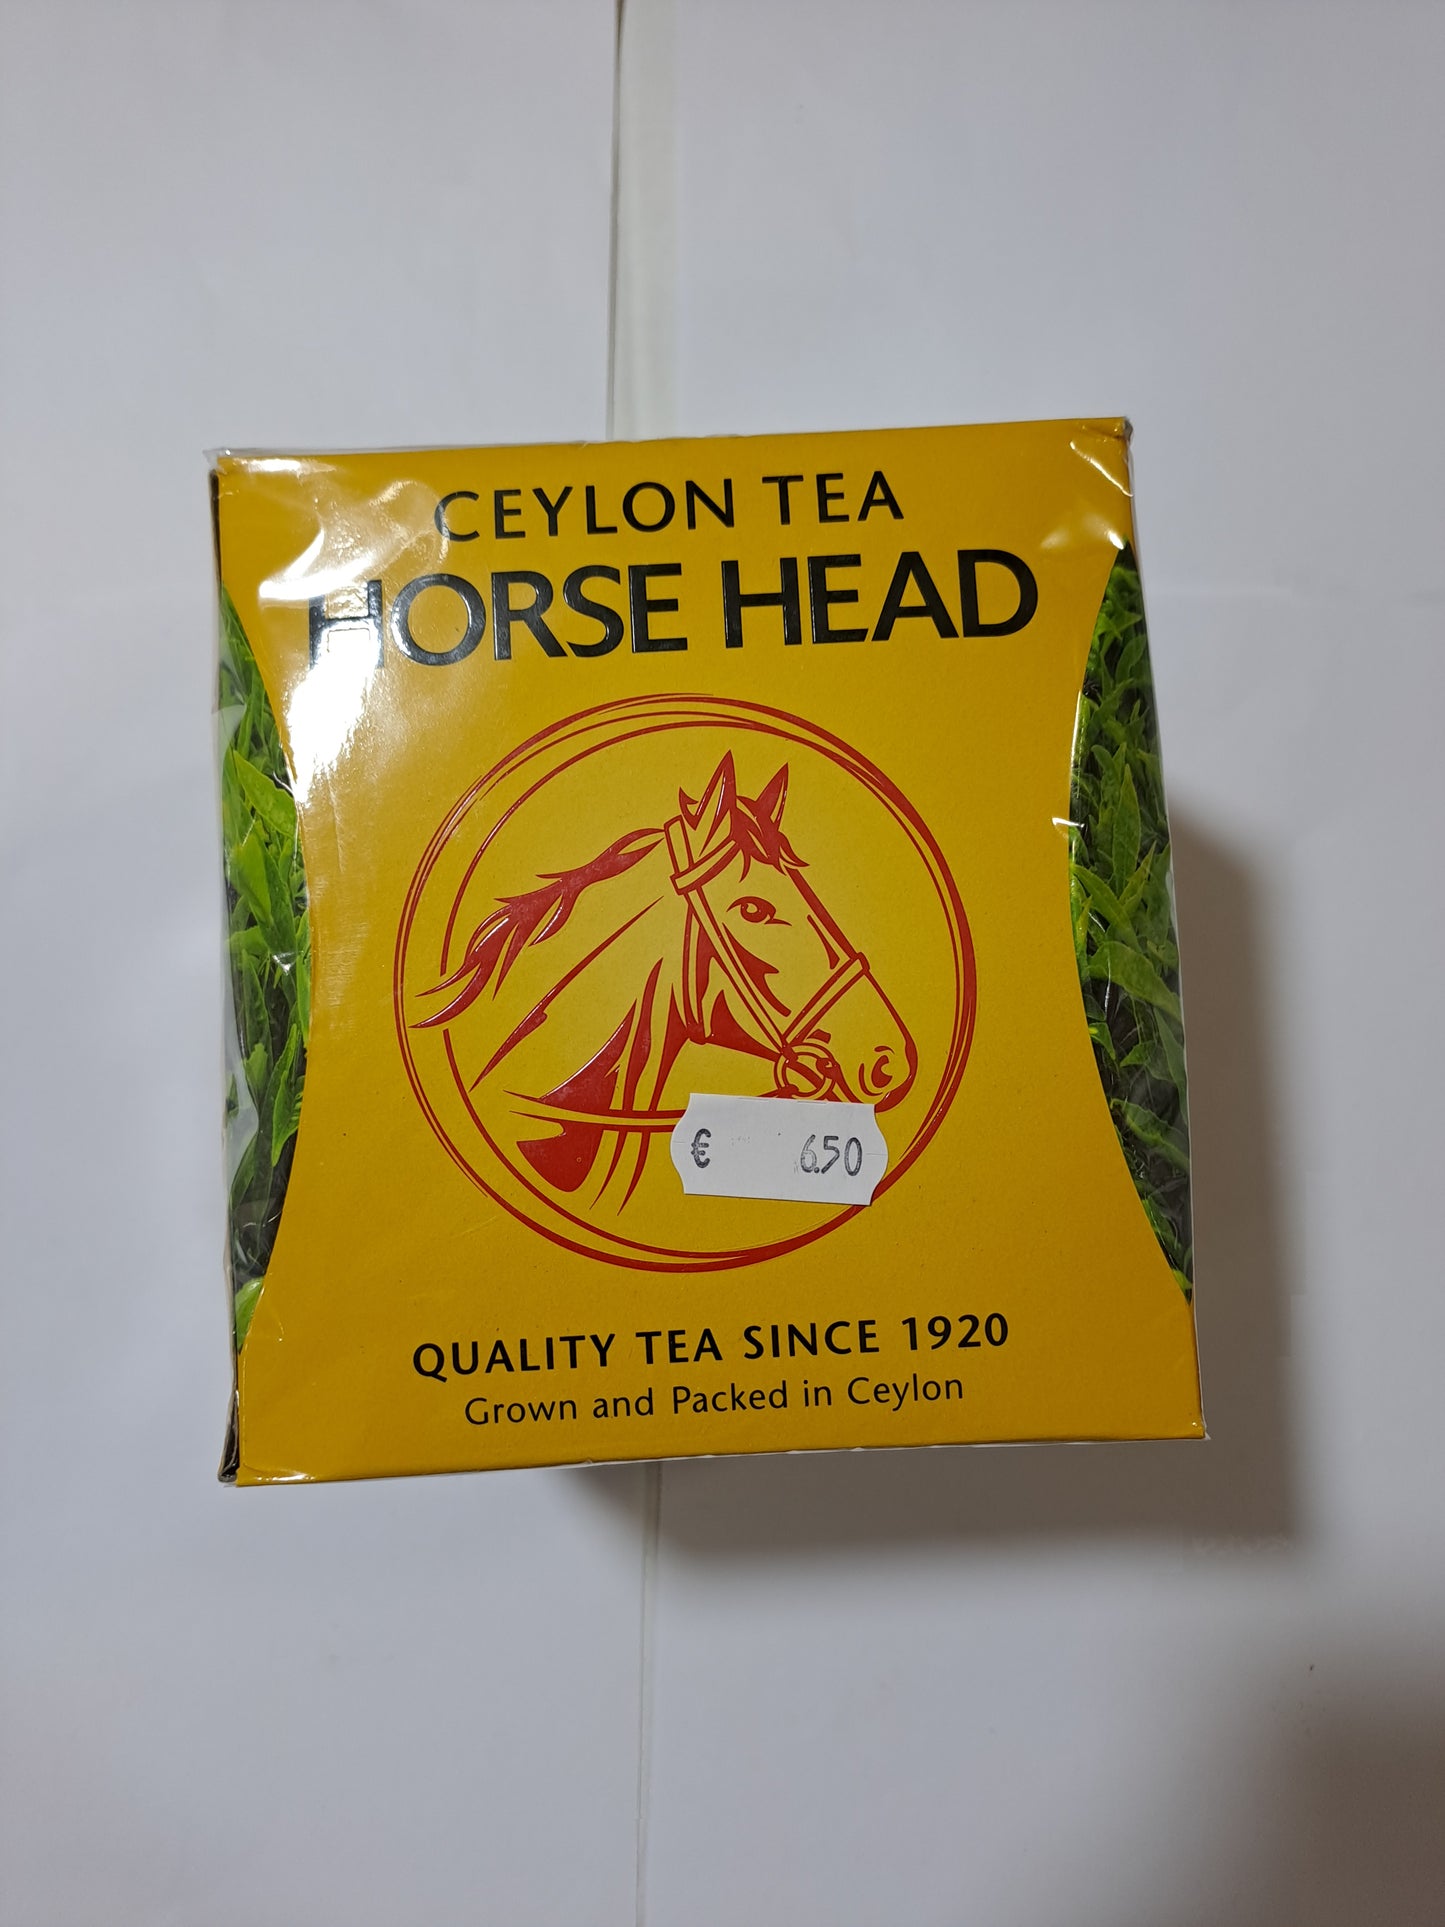 CEYLON TEA
HORSE HEAD
€ 6.50
QUALITY TEA SINCE 1920
Grown and Packed in Ceylon